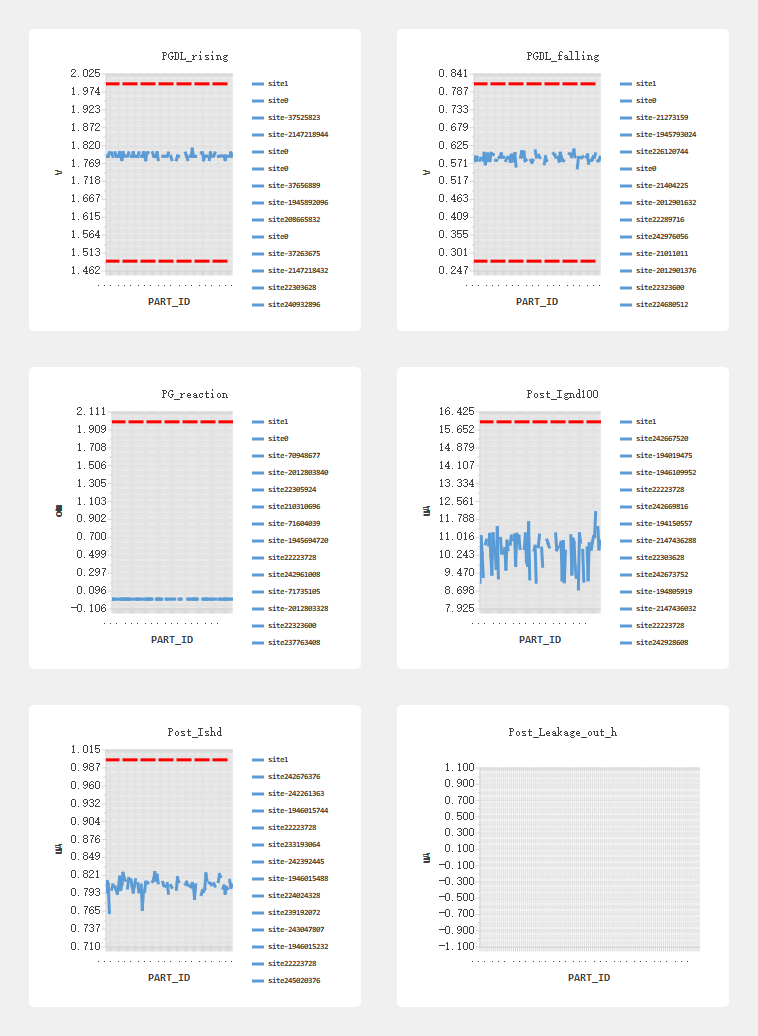 PGDL_rising
2.025
1.974
1.923
1.872
1.820
1.769
1.718
1.667
1.615
1.564
1.513
1.462
PART_ID
site1
site0
site-37525823
site-2147218944
site0
site0
site-37656889
site-1945892096
site208665832
site0
site-37263675
site-2147218432
site22303628
site240932896
PGDL_falling
0.841
0.787
0.733
0.679
0.625
0.571
0.517
0.463
0.409
0.355
0.301
0.247
PART_ID
site1
site0
site-21273159
site-1945793024
site226120744
site0
site-21404225
site-2012901632
site22289716
site242976056
site-21011011
site-2012901376
site22323600
site224680512
PG_reaction
2.111
1.909
1.708
1.506
1.305
1.103
0.902
0.700
0.499
0.297
0.096
-0.106
PART_ID
site1
site0
site-70948677
site-2012803840
site22305924
site210310696
site-71604039
site-1945694720
site22223728
site242961008
site-71735105
site-2012803328
site22323600
site237763408
Post_Ignd100
16.425
15.652
14.879
14.107
13.334
12.561
11.788
11.016
10.243
9.470
8.698
7.925
UA
PART_ID
site1
site242667520
site-194019475
site-1946109952
site22223728
site242669816
site-194150557
site-2147436288
site22303628
site242673752
site-194805919
site-2147436032
site22223728
site242928608
Post_Ishd
1.015
0.987
0.960
0.932
0.904
0.876
0.849
0.821
0.793
0.765
0.737
0.710
UA
PART_ID
site1
site242676376
site-242261363
site-1946015744
site22223728
site233193064
site-242392445
site-1946015488
site224024328
site239192072
site-243047807
site-1946015232
site22223728
site245020376
Post_Leakage_out_h
1.100
0.900
0.700
0.500
0.300
0.100
-0.100
-0.300
-0.500
-0.700
-0.900
-1.100
UA
PART_ID